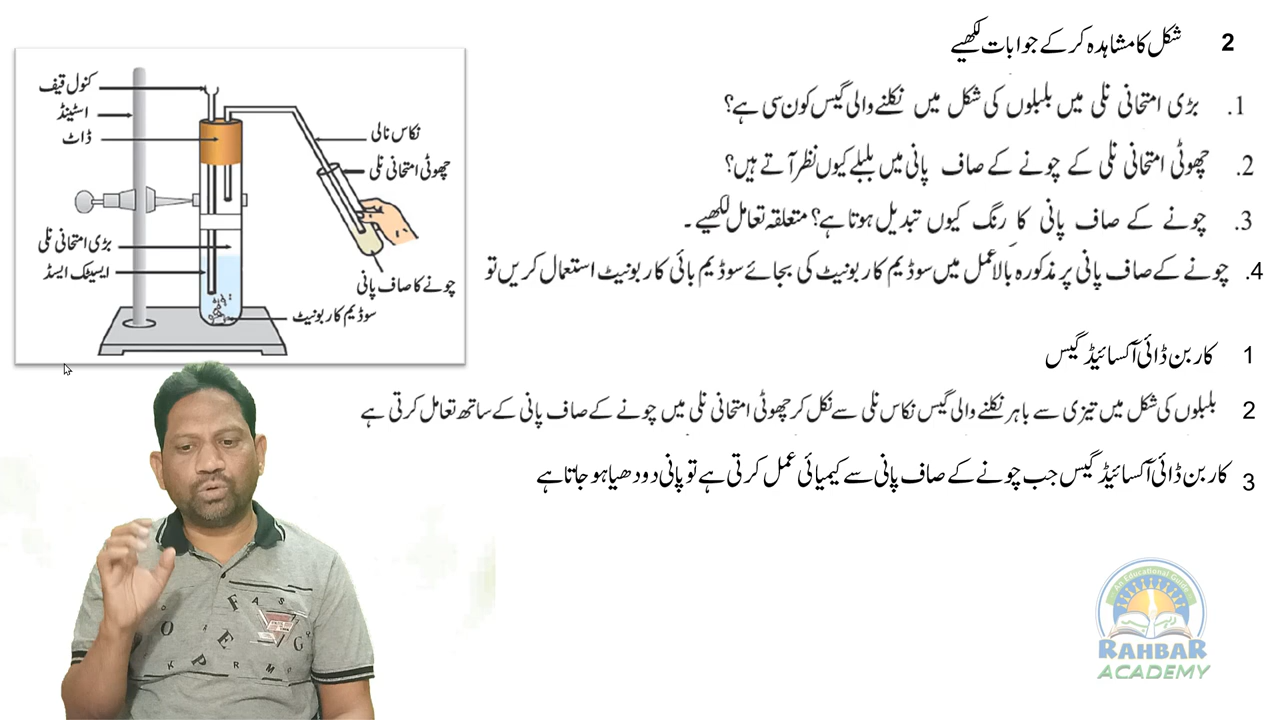 2 شکل کا مشاہدہ کر کے جوابات لکھیے
1. بڑی امتحانی نلی میں بلبلوں کی شکل میں نکلنے والی گیس کون سی ہے؟
2. چھوٹی امتحانی نلی کے چونے کے صاف پانی میں بلبلے کیوں نظر آتے ہیں؟
3. چونے کے صاف پانی کا رنگ کیوں تبدیل ہوتا ہے؟ متعلقہ تعامل لکھیے۔
4. چونے کے صاف پانی پر مذکورہ بالا عمل میں سوڈیم کاربونیٹ کی بجائے سوڈیم بائی کاربونیٹ استعمال کریں تو
کنول قیف
اسٹینڈ
ڈاٹ
نکاس نالی
چھوٹی امتحانی نلی
بڑی امتحانی نلی
ایسیٹک ایسڈ
چونے کا صاف پانی
سوڈیم کاربونیٹ
1 کاربن ڈائی آکسائیڈ گیس
2 بلبلوں کی شکل میں تیزی سے باہر نکلنے والی گیس نکاس نلی سے نکل کر چھوٹی امتحانی نلی میں چونے کے صاف پانی کے ساتھ تعامل کرتی ہے
3 کاربن ڈائی آکسائیڈ گیس جب چونے کے صاف پانی سے کیمیائی عمل کرتی ہے تو پانی دودھیا ہو جاتا ہے
An Educational Guide
RAHBAR
ACADEMY